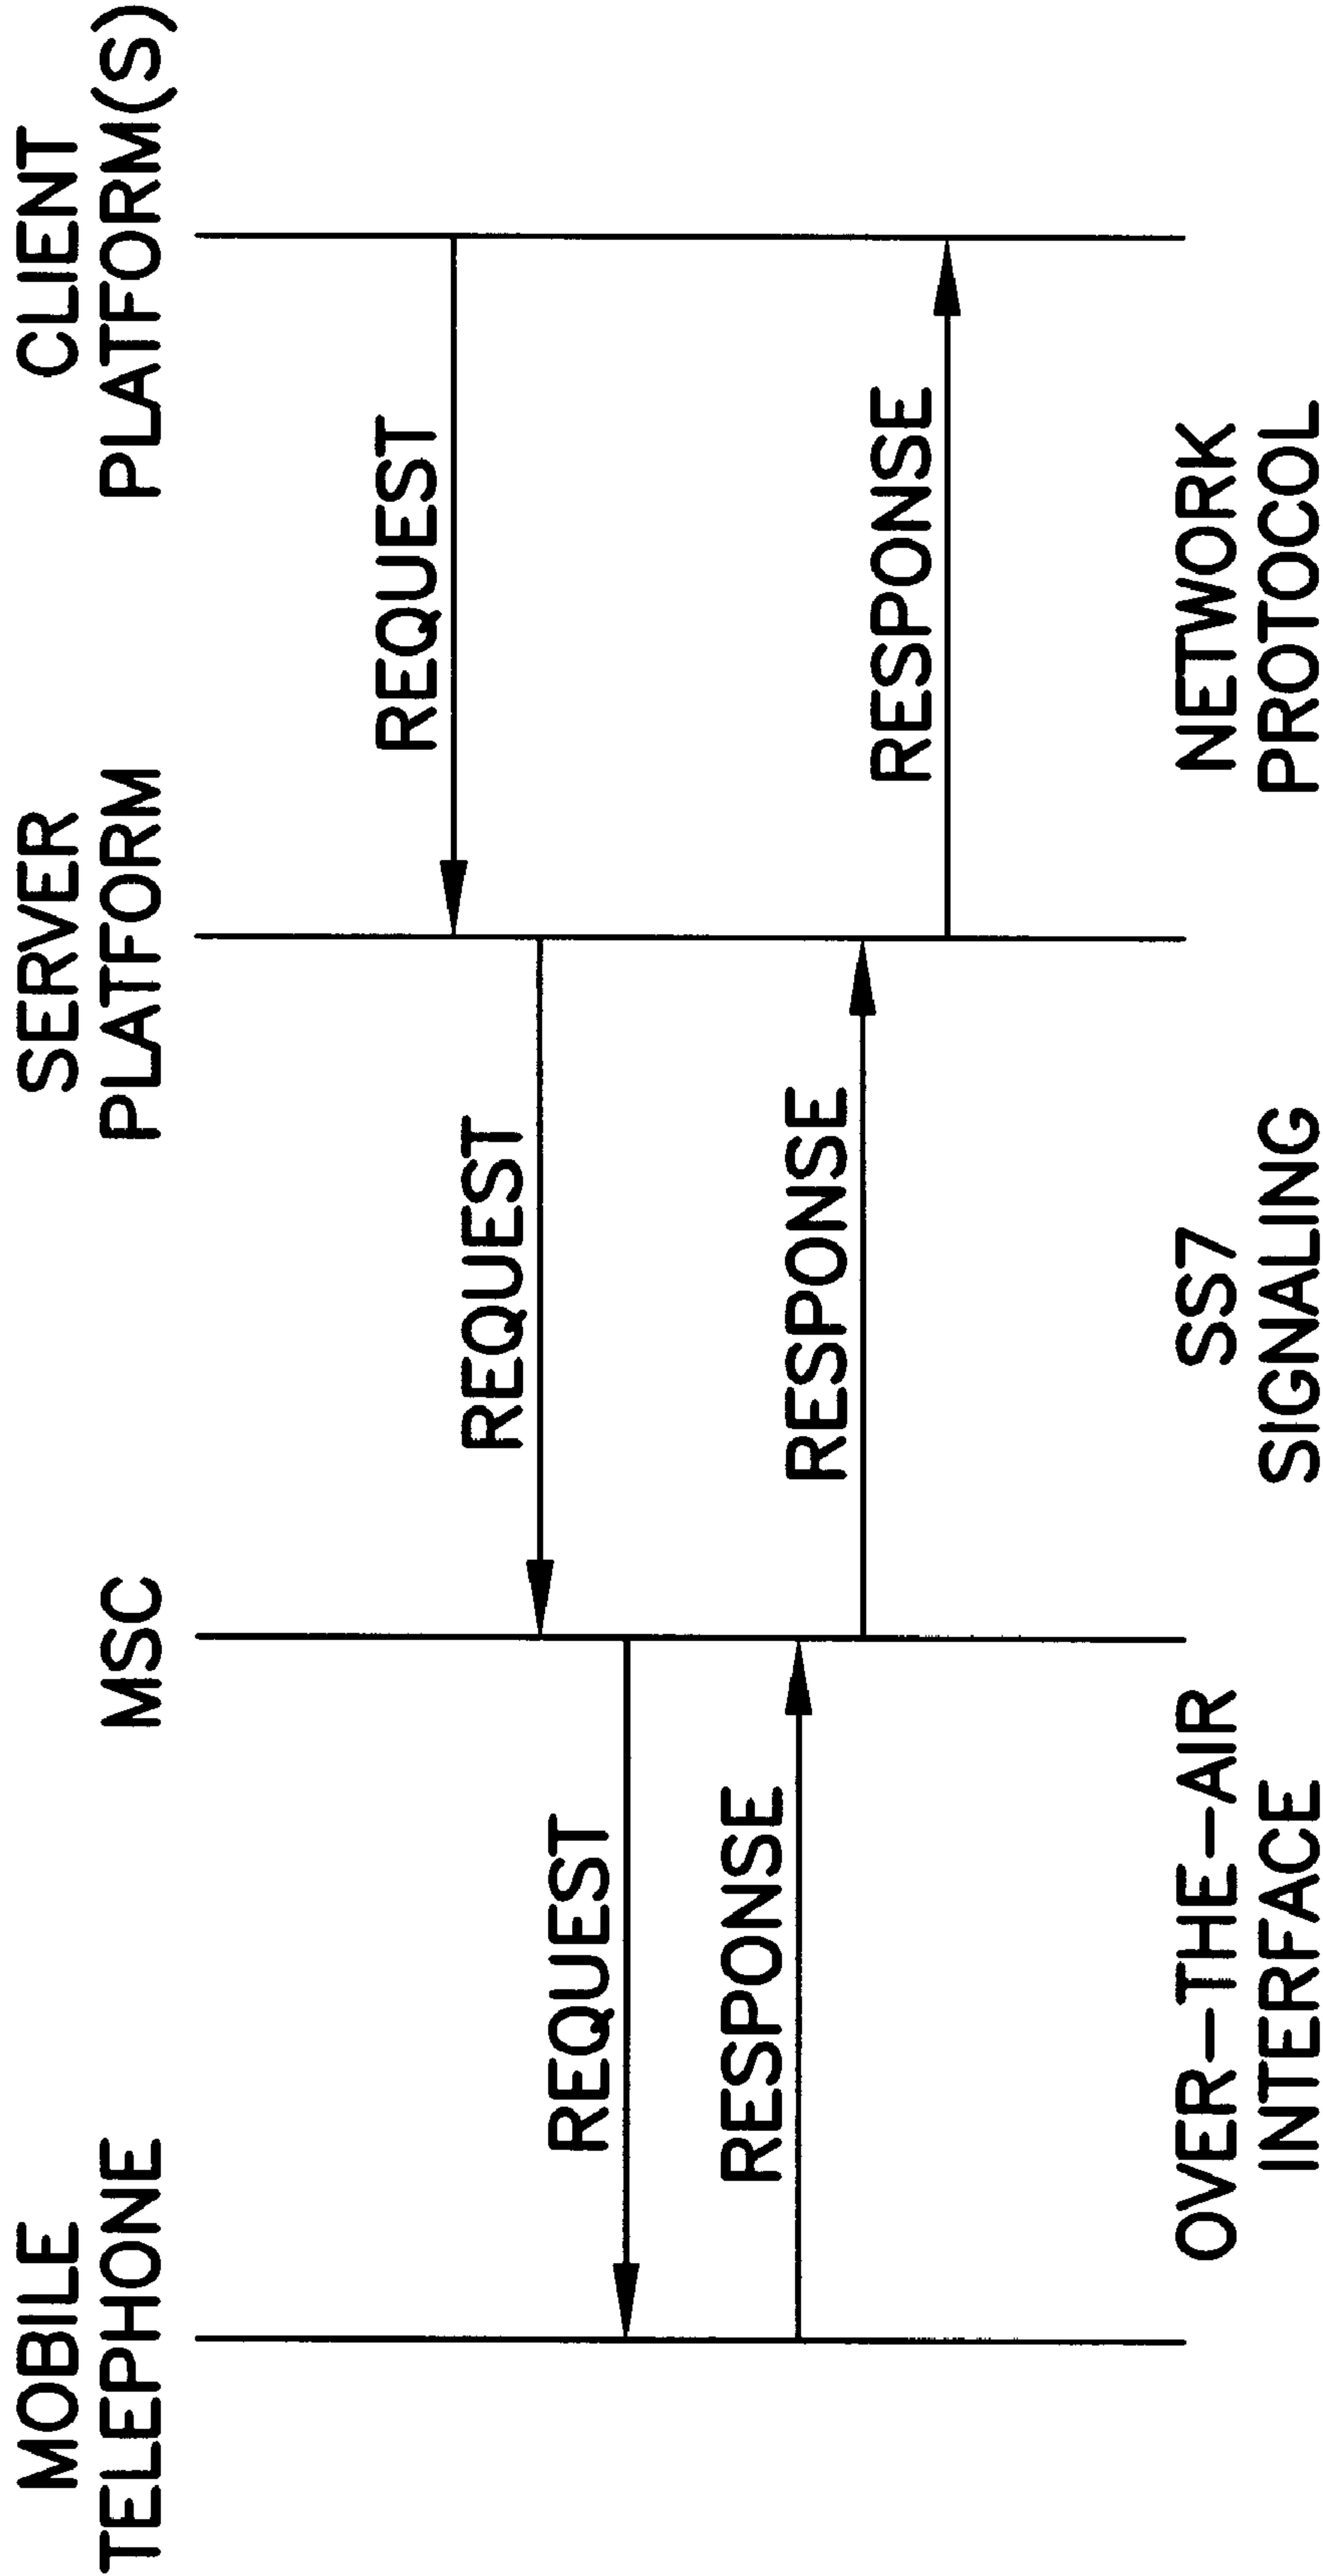 MOBILE
TELEPHONE
MSC
SERVER
PLATFORM
CLIENT
PLATFORM(S)
REQUEST
REQUEST
REQUEST
RESPONSE
RESPONSE
RESPONSE
OVER-THE-AIR
INTERFACE
SS7
SIGNALING
NETWORK
PROTOCOL